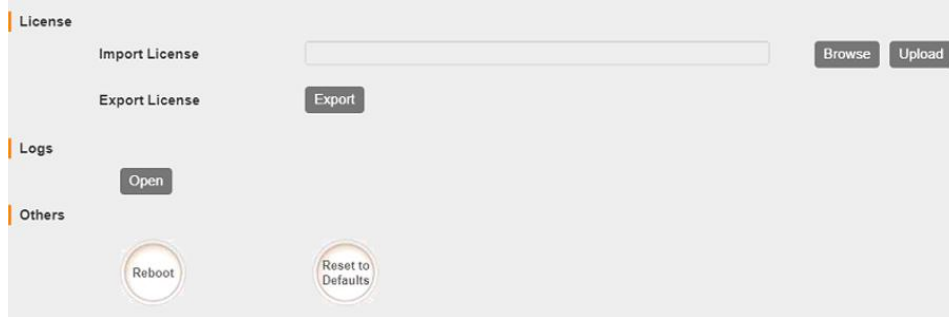 License
Import License Browse Upload
Export License Export
Logs
Open
Others
Reboot Reset to
Defaults